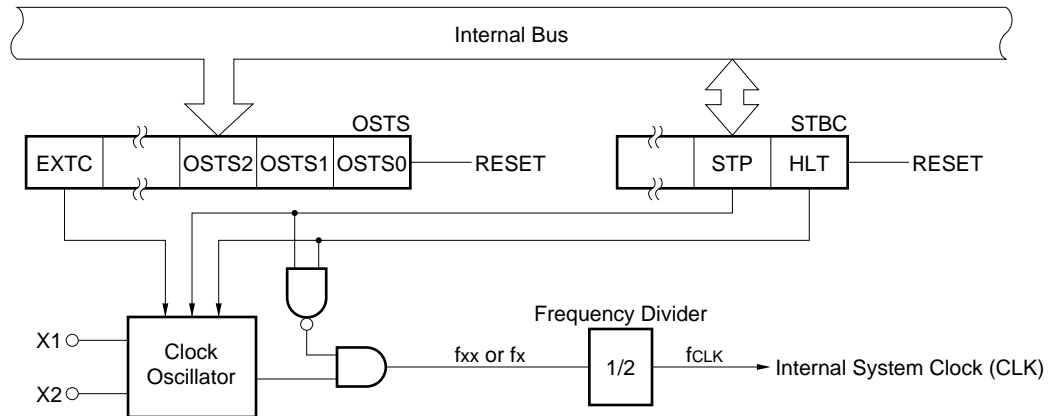 Internal Bus
OSTS
STBC
EXTC OSTS2 OSTS1 OSTS0 RESET
STP HLT RESET
Frequency Divider
X1
X2
Clock
Oscillator
fxx or fx
1/2
fCLK
Internal System Clock (CLK)